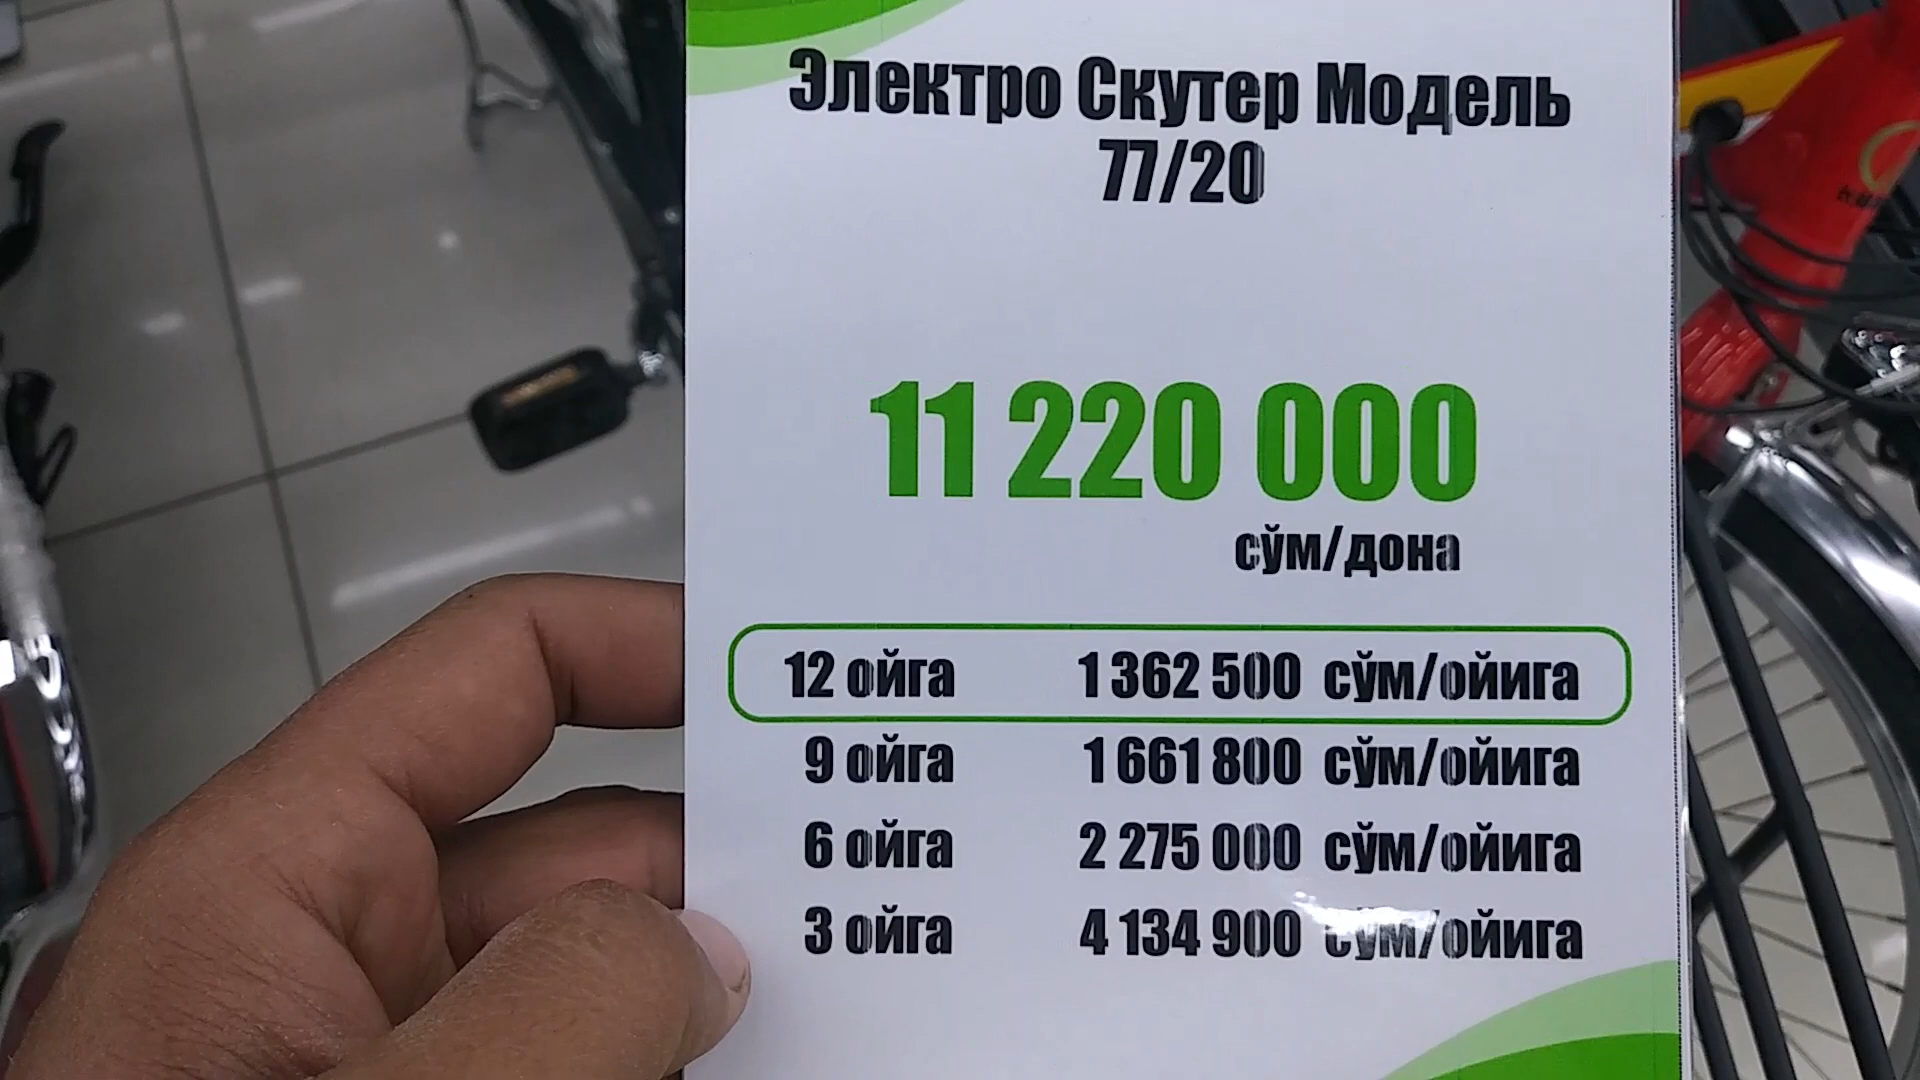 Электро Скутер Модель
77/20
11 220 000
сўм/дона
12 ойга 1 362 500 сўм/ойига
9 ойга 1 661 800 сўм/ойига
6 ойга 2 275 000 сўм/ойига
3 ойга 4 134 900 сўм/ойига